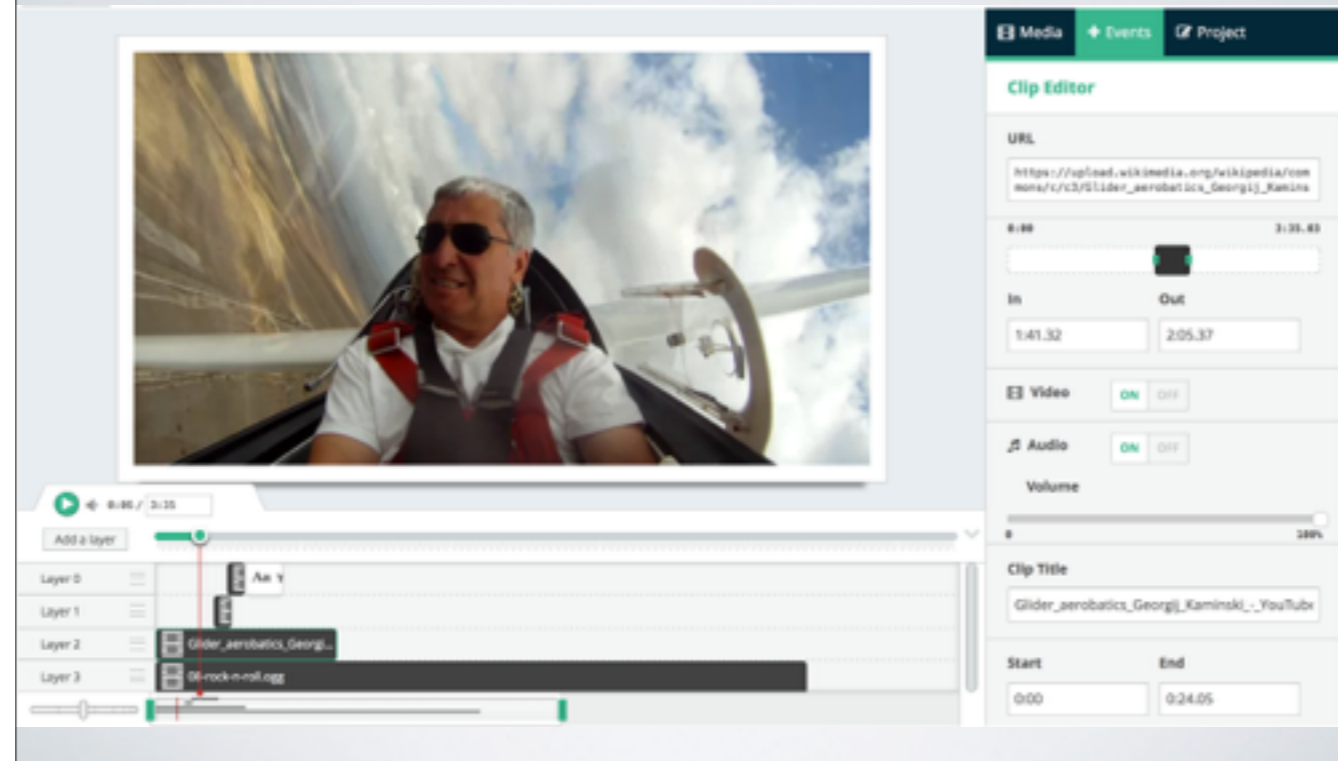 Media
Events
Project
Clip Editor
URL
https://upload.wikimedia.org/wikipedia/com
mons/c/c3/Glider_aerobatics_Georgij_Kamins
0:00
3:35.03
In
Out
1:41.32
2:05.37
Video
ON
OFF
Audio
ON
OFF
Volume
0
100%
Clip Title
Glider_aerobatics_Georgij_Kaminski_-_YouTube
Start
End
0:00
0:24.05
/ 3:35
Add a layer
Layer 0
Aa
Layer 1
Layer 2
Glider_aerobatics_Georgi...
Layer 3
06-rock-n-roll.ogg